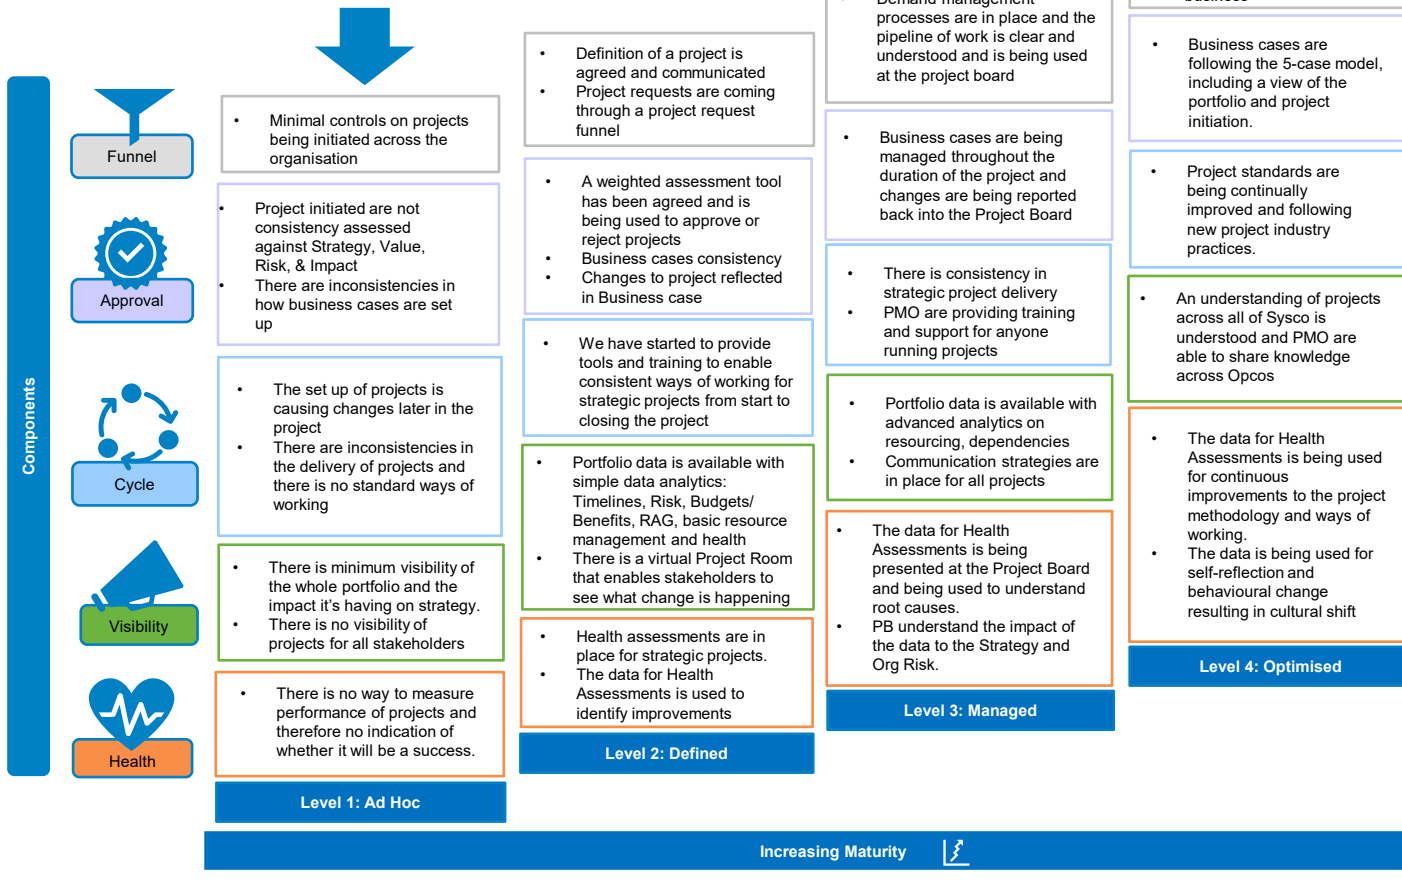 Components
Funnel
Approval
Cycle
Visibility
Health
• Minimal controls on projects
being initiated across the
organisation
• Project initiated are not
consistency assessed
against Strategy, Value,
Risk, & Impact
• There are inconsistencies in
how business cases are set
up
• The set up of projects is
causing changes later in the
project
• There are inconsistencies in
the delivery of projects and
there is no standard ways of
working
• There is minimum visibility of
the whole portfolio and the
impact it's having on strategy.
• There is no visibility of
projects for all stakeholders
• There is no way to measure
performance of projects and
therefore no indication of
whether it will be a success.
Level 1: Ad Hoc
• Definition of a project is
agreed and communicated
• Project requests are coming
through a project request
funnel
• A weighted assessment tool
has been agreed and is
being used to approve or
reject projects
• Business cases consistency
• Changes to project reflected
in Business case
• We have started to provide
tools and training to enable
consistent ways of working for
strategic projects from start to
closing the project
• Portfolio data is available with
simple data analytics:
Timelines, Risk, Budgets/
Benefits, RAG, basic resource
management and health
• There is a virtual Project Room
that enables stakeholders to
see what change is happening
• Health assessments are in
place for strategic projects.
• The data for Health
Assessments is used to
identify improvements
Level 2: Defined
• Demand management
processes are in place and the
pipeline of work is clear and
understood and is being used
at the project board
• Business cases are being
managed throughout the
duration of the project and
changes are being reported
back into the Project Board
• There is consistency in
strategic project delivery
• PMO are providing training
and support for anyone
running projects
• Portfolio data is available with
advanced analytics on
resourcing, dependencies
• Communication strategies are
in place for all projects
• The data for Health
Assessments is being
presented at the Project Board
and being used to understand
root causes.
• PB understand the impact of
the data to the Strategy and
Org Risk.
Level 3: Managed
business
• Business cases are
following the 5-case model,
including a view of the
portfolio and project
initiation.
• Project standards are
being continually
improved and following
new project industry
practices.
• An understanding of projects
across all of Sysco is
understood and PMO are
able to share knowledge
across Opcos
• The data for Health
Assessments is being used
for continuous
improvements to the project
methodology and ways of
working.
• The data is being used for
self-reflection and
behavioural change
resulting in cultural shift
Level 4: Optimised
Increasing Maturity